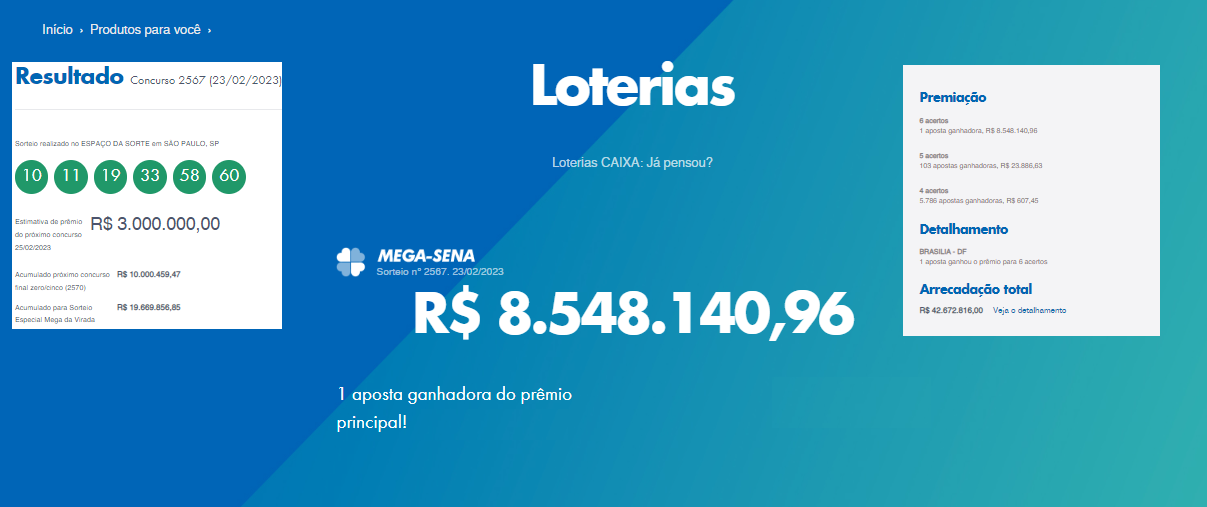 Início › Produtos para você ›
Resultado Concurso 2567 (23/02/2023)
Sorteio realizado no ESPAÇO DA SORTE em SÃO PAULO, SP
10 11 19 33 58 60
Estimativa de prêmio
do próximo concurso
25/02/2023
R$ 3.000.000,00
Acumulado próximo concurso
final zero/cinco (2570)
R$ 10.000.459,47
Acumulado para Sorteio
Especial Mega da Virada
R$ 19.669.856,85
Loterias
Loterias CAIXA: Já pensou?
MEGA-SENA
Sorteio nº 2567. 23/02/2023
R$ 8.548.140,96
1 aposta ganhadora do prêmio
principal!
Premiação
6 acertos
1 aposta ganhadora, R$ 8.548.140,96
5 acertos
103 apostas ganhadoras, R$ 23.886,63
4 acertos
5.786 apostas ganhadoras, R$ 607,45
Detalhamento
BRASILIA - DF
1 aposta ganhou o prêmio para 6 acertos
Arrecadação total
R$ 42.672.816,00 Veja o detalhamento